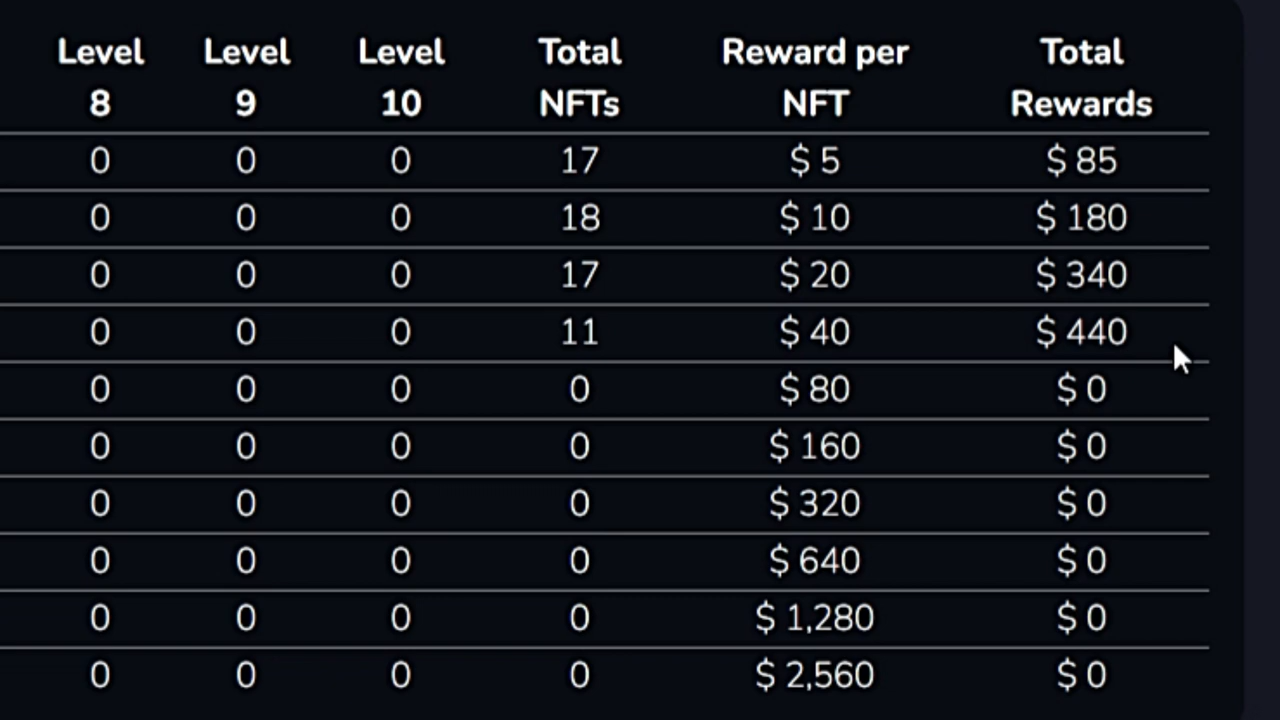 Level Level Level Total Reward per Total
8 9 10 NFTs NFT Rewards
0 0 0 17 $ 5 $ 85
0 0 0 18 $ 10 $ 180
0 0 0 17 $ 20 $ 340
0 0 0 11 $ 40 $ 440
0 0 0 0 $ 80 $ 0
0 0 0 0 $ 160 $ 0
0 0 0 0 $ 320 $ 0
0 0 0 0 $ 640 $ 0
0 0 0 0 $ 1,280 $ 0
0 0 0 0 $ 2,560 $ 0